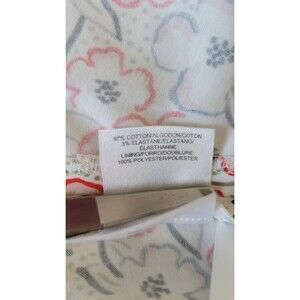 97% COTTON/ALGODON/COTON
3% ELASTANE/ELASTANO/
ELASTHANNE
LINING/FORRO/DOUBLURE
100% POLYESTER/POLIESTER